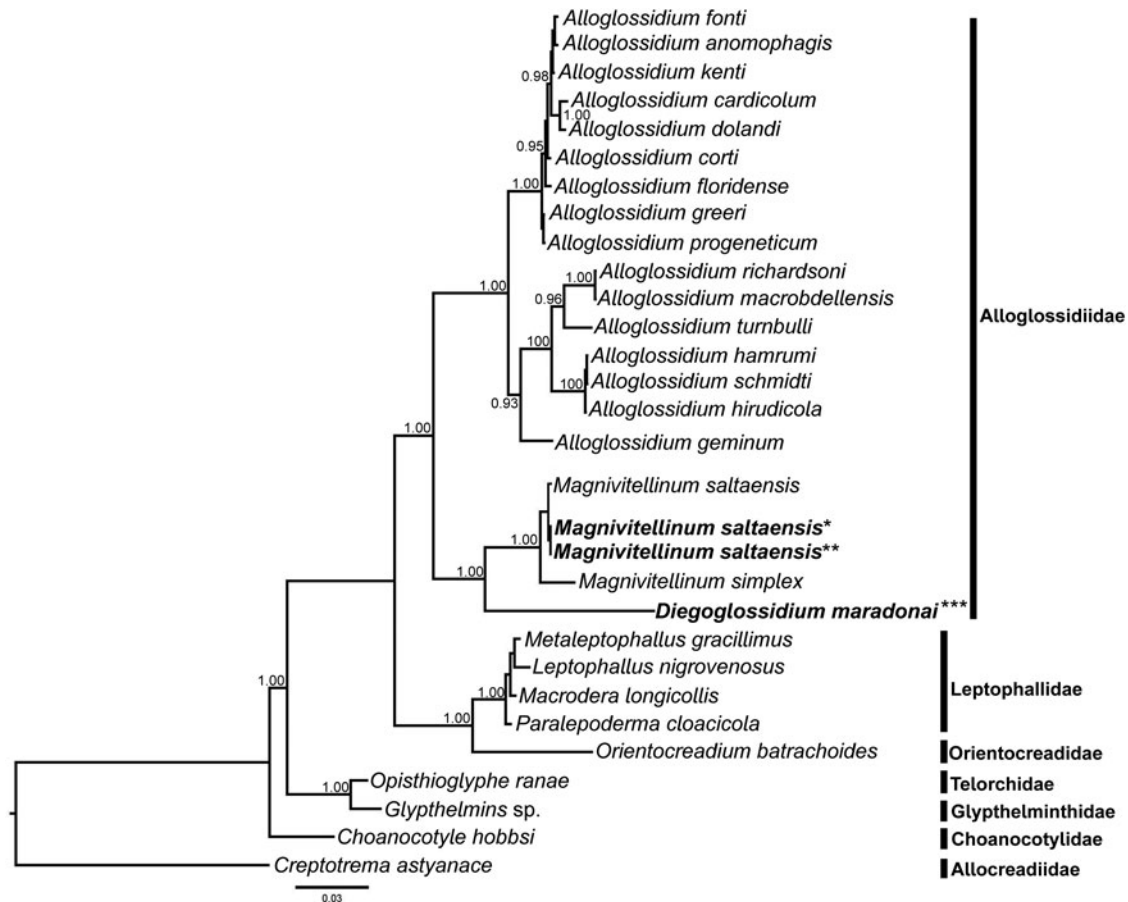 Alloglossidium fonti
Alloglossidium anomophagis
0.98
Alloglossidium kenti
Alloglossidium cardicolum
1.00
Alloglossidium dolandi
0.95
Alloglossidium corti
1.00
Alloglossidium floridense
Alloglossidium greeri
Alloglossidium progeneticum
Alloglossidium richardsoni
1.00
1.00
0.96
Alloglossidium macrobdellensis
Alloglossidiidae
Alloglossidium turnbulli
100
Alloglossidium hamrumi
100
Alloglossidium schmidti
0.93
Alloglossidium hirudicola
1.00
Alloglossidium geminum
Magnivitellinum saltaensis
Magnivitellinum saltaensis*
1.00
Magnivitellinum saltaensis**
1.00
Magnivitellinum simplex
Diegoglossidium maradonai***
Metaleptophallus gracillimus
Leptophallus nigrovenosus
1.00
1.00
Macrodera longicollis
Leptophallidae
1.00
Paralepoderma cloacicola
Orientocreadium batrachoides
Orientocreadidae
Opisthioglyphe ranae
Telorchidae
1.00
Glypthelmins sp.
Glypthelminthidae
Choanocotyle hobbsi
Choanocotylidae
Creptotrema astyanace
Allocreadiidae
0.03